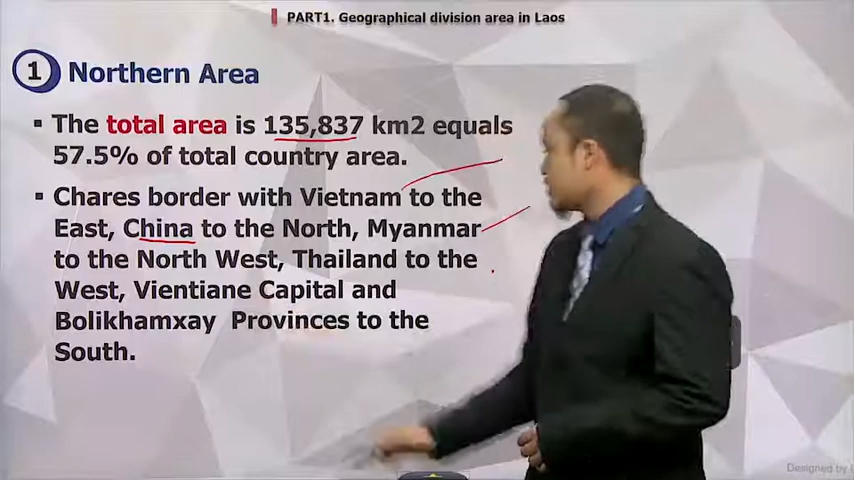 PART1. Geographical division area in Laos
1 Northern Area
▪ The total area is 135,837 km2 equals
57.5% of total country area.
▪ Chares border with Vietnam to the
East, China to the North, Myanmar
to the North West, Thailand to the
West, Vientiane Capital and
Bolikhamxay Provinces to the
South.
Designed by